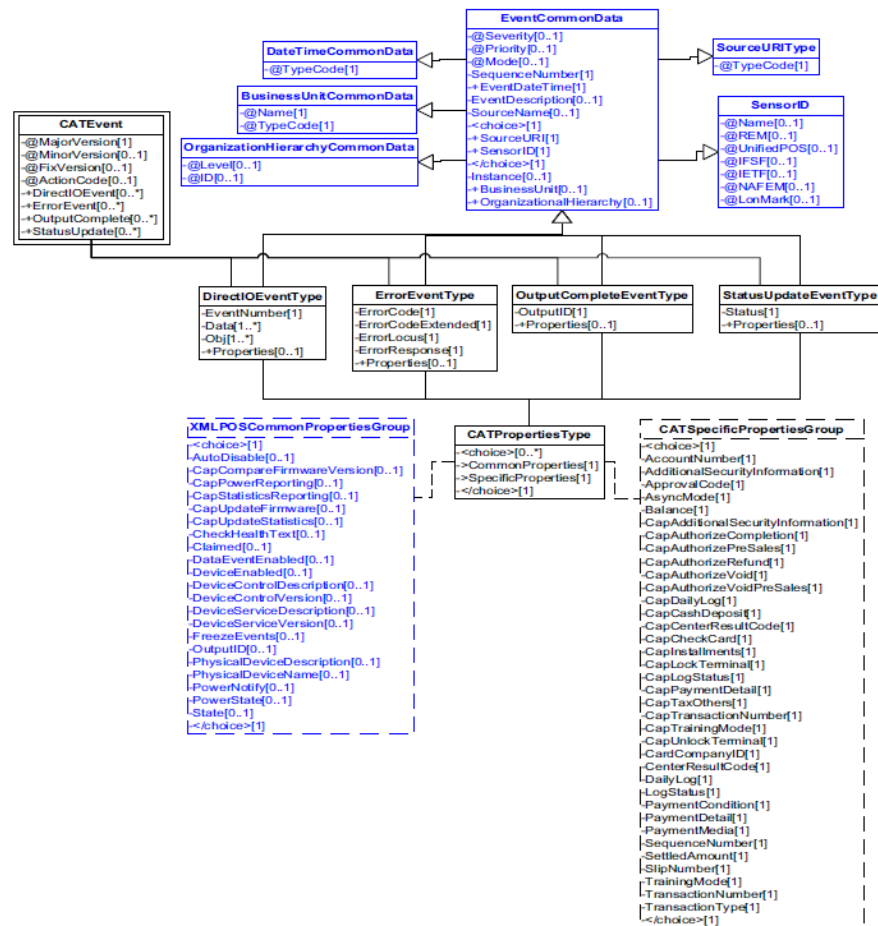 EventCommonData
-@Severity[0..1]
-@Priority[0..1]
-@Mode[0..1]
-SequenceNumber[1]
-+EventDateTime[1]
-EventDescription[0..1]
-SourceName[0..1]
-<choice>[1]
-+SourceURI[1]
-+SensorID[1]
-</choice>[1]
-Instance[0..1]
-+BusinessUnit[0..1]
-+OrganizationalHierarchy[0..1]
DateTimeCommonData
-@TypeCode[1]
BusinessUnitCommonData
-@Name[1]
-@TypeCode[1]
OrganizationHierarchyCommonData
-@Level[0..1]
-@ID[0..1]
SourceURIType
-@TypeCode[1]
SensorID
-@Name[0..1]
-@REM[0..1]
-@UnifiedPOS[0..1]
-@IFSF[0..1]
-@IETF[0..1]
-@NAFEM[0..1]
-@LonMark[0..1]
CATEvent
-@MajorVersion[1]
-@MinorVersion[0..1]
-@FixVersion[0..1]
-@ActionCode[0..1]
-+DirectIOEvent[0..*]
-+ErrorEvent[0..*]
-+OutputComplete[0..*]
-+StatusUpdate[0..*]
DirectIOEventType
-EventNumber[1]
-Data[1..*]
-Obj[1..*]
-+Properties[0..1]
ErrorEventType
-ErrorCode[1]
-ErrorCodeExtended[1]
-ErrorLocus[1]
-ErrorResponse[1]
-+Properties[0..1]
OutputCompleteEventType
-OutputID[1]
-+Properties[0..1]
StatusUpdateEventType
-Status[1]
-+Properties[0..1]
XMLPOSCommonPropertiesGroup
-<choice>[1]
-AutoDisable[0..1]
-CapCompareFirmwareVersion[0..1]
-CapPowerReporting[0..1]
-CapStatisticsReporting[0..1]
-CapUpdateFirmware[0..1]
-CapUpdateStatistics[0..1]
-CheckHealthText[0..1]
-Claimed[0..1]
-DataEventEnabled[0..1]
-DeviceEnabled[0..1]
-DeviceControlDescription[0..1]
-DeviceControlVersion[0..1]
-DeviceServiceDescription[0..1]
-DeviceServiceVersion[0..1]
-FreezeEvents[0..1]
-OutputID[0..1]
-PhysicalDeviceDescription[0..1]
-PhysicalDeviceName[0..1]
-PowerNotify[0..1]
-PowerState[0..1]
-State[0..1]
-</choice>[1]
CATPropertiesType
-<choice>[0..*]
->CommonProperties[1]
->SpecificProperties[1]
-</choice>[1]
CATSpecificPropertiesGroup
-<choice>[1]
-AccountNumber[1]
-AdditionalSecurityInformation[1]
-ApprovalCode[1]
-AsyncMode[1]
-Balance[1]
-CapAdditionalSecurityInformation[1]
-CapAuthorizeCompletion[1]
-CapAuthorizePreSales[1]
-CapAuthorizeRefund[1]
-CapAuthorizeVoid[1]
-CapAuthorizeVoidPreSales[1]
-CapDailyLog[1]
-CapCashDeposit[1]
-CapCenterResultCode[1]
-CapCheckCard[1]
-CapInstallments[1]
-CapLockTerminal[1]
-CapLogStatus[1]
-CapPaymentDetail[1]
-CapTaxOthers[1]
-CapTransactionNumber[1]
-CapTrainingMode[1]
-CapUnlockTerminal[1]
-CardCompanyID[1]
-CenterResultCode[1]
-DailyLog[1]
-LogStatus[1]
-PaymentCondition[1]
-PaymentDetail[1]
-PaymentMedia[1]
-SequenceNumber[1]
-SettledAmount[1]
-SlipNumber[1]
-TrainingMode[1]
-TransactionNumber[1]
-TransactionType[1]
-</choice>[1]